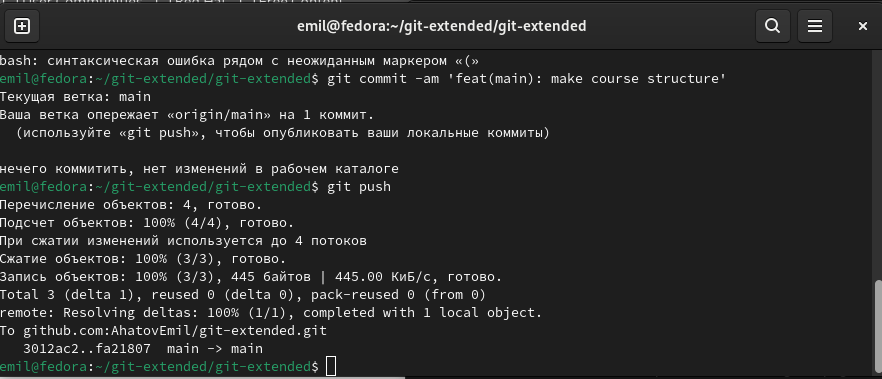 emil@fedora:~/git-extended/git-extended
bash: синтаксическая ошибка рядом с неожиданным маркером «(»
emil@fedora:~/git-extended/git-extended$ git commit -am 'feat(main): make course structure'
Текущая ветка: main
Ваша ветка опережает «origin/main» на 1 коммит.
  (используйте «git push», чтобы опубликовать ваши локальные коммиты)

нечего коммитить, нет изменений в рабочем каталоге
emil@fedora:~/git-extended/git-extended$ git push
Перечисление объектов: 4, готово.
Подсчет объектов: 100% (4/4), готово.
При сжатии изменений используется до 4 потоков
Сжатие объектов: 100% (3/3), готово.
Запись объектов: 100% (3/3), 445 байтов | 445.00 КиБ/с, готово.
Total 3 (delta 1), reused 0 (delta 0), pack-reused 0 (from 0)
remote: Resolving deltas: 100% (1/1), completed with 1 local object.
To github.com:AhatovEmil/git-extended.git
   3012ac2..fa21807  main -> main
emil@fedora:~/git-extended/git-extended$